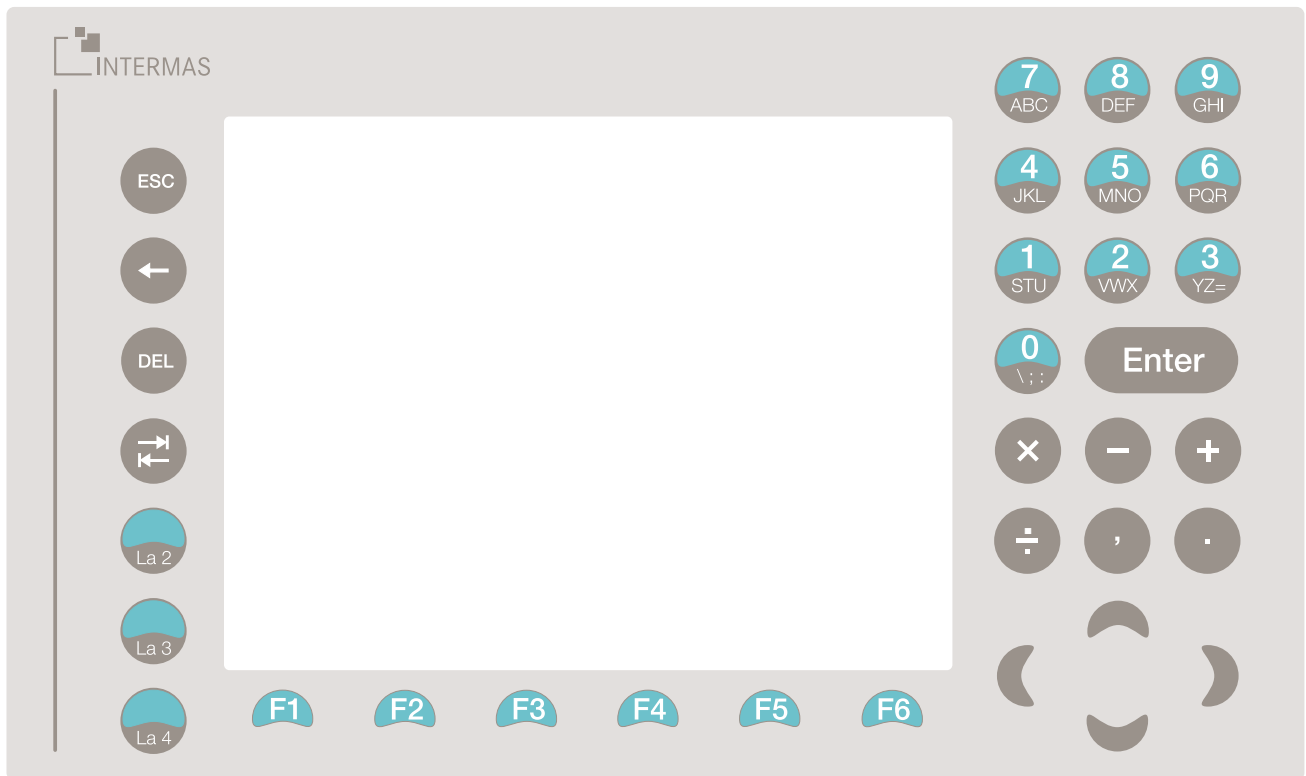 INTERMAS
ESC
DEL
La 2
La 3
La 4
F1 F2 F3 F4 F5 F6
7 8 9
ABC DEF GHI
4 5 6
JKL MNO PQR
1 2 3
STU VWX YZ=
0 Enter
\ ; :
× − +
÷ , .